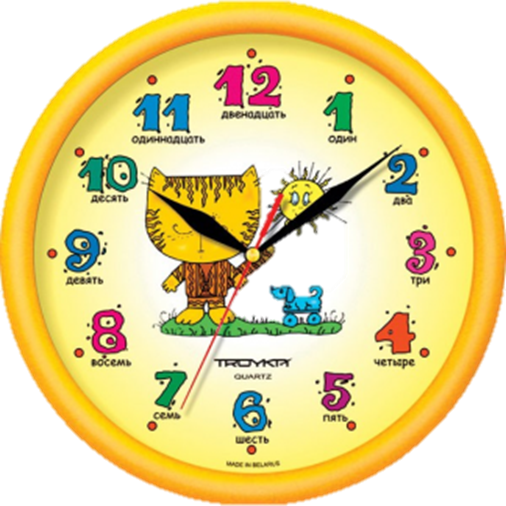 12
двенадцать
1
один
2
два
3
три
4
четыре
5
пять
6
шесть
7
семь
8
восемь
9
девять
10
десять
11
одиннадцать
TROYKA
QUARTZ
MADE IN BELARUS